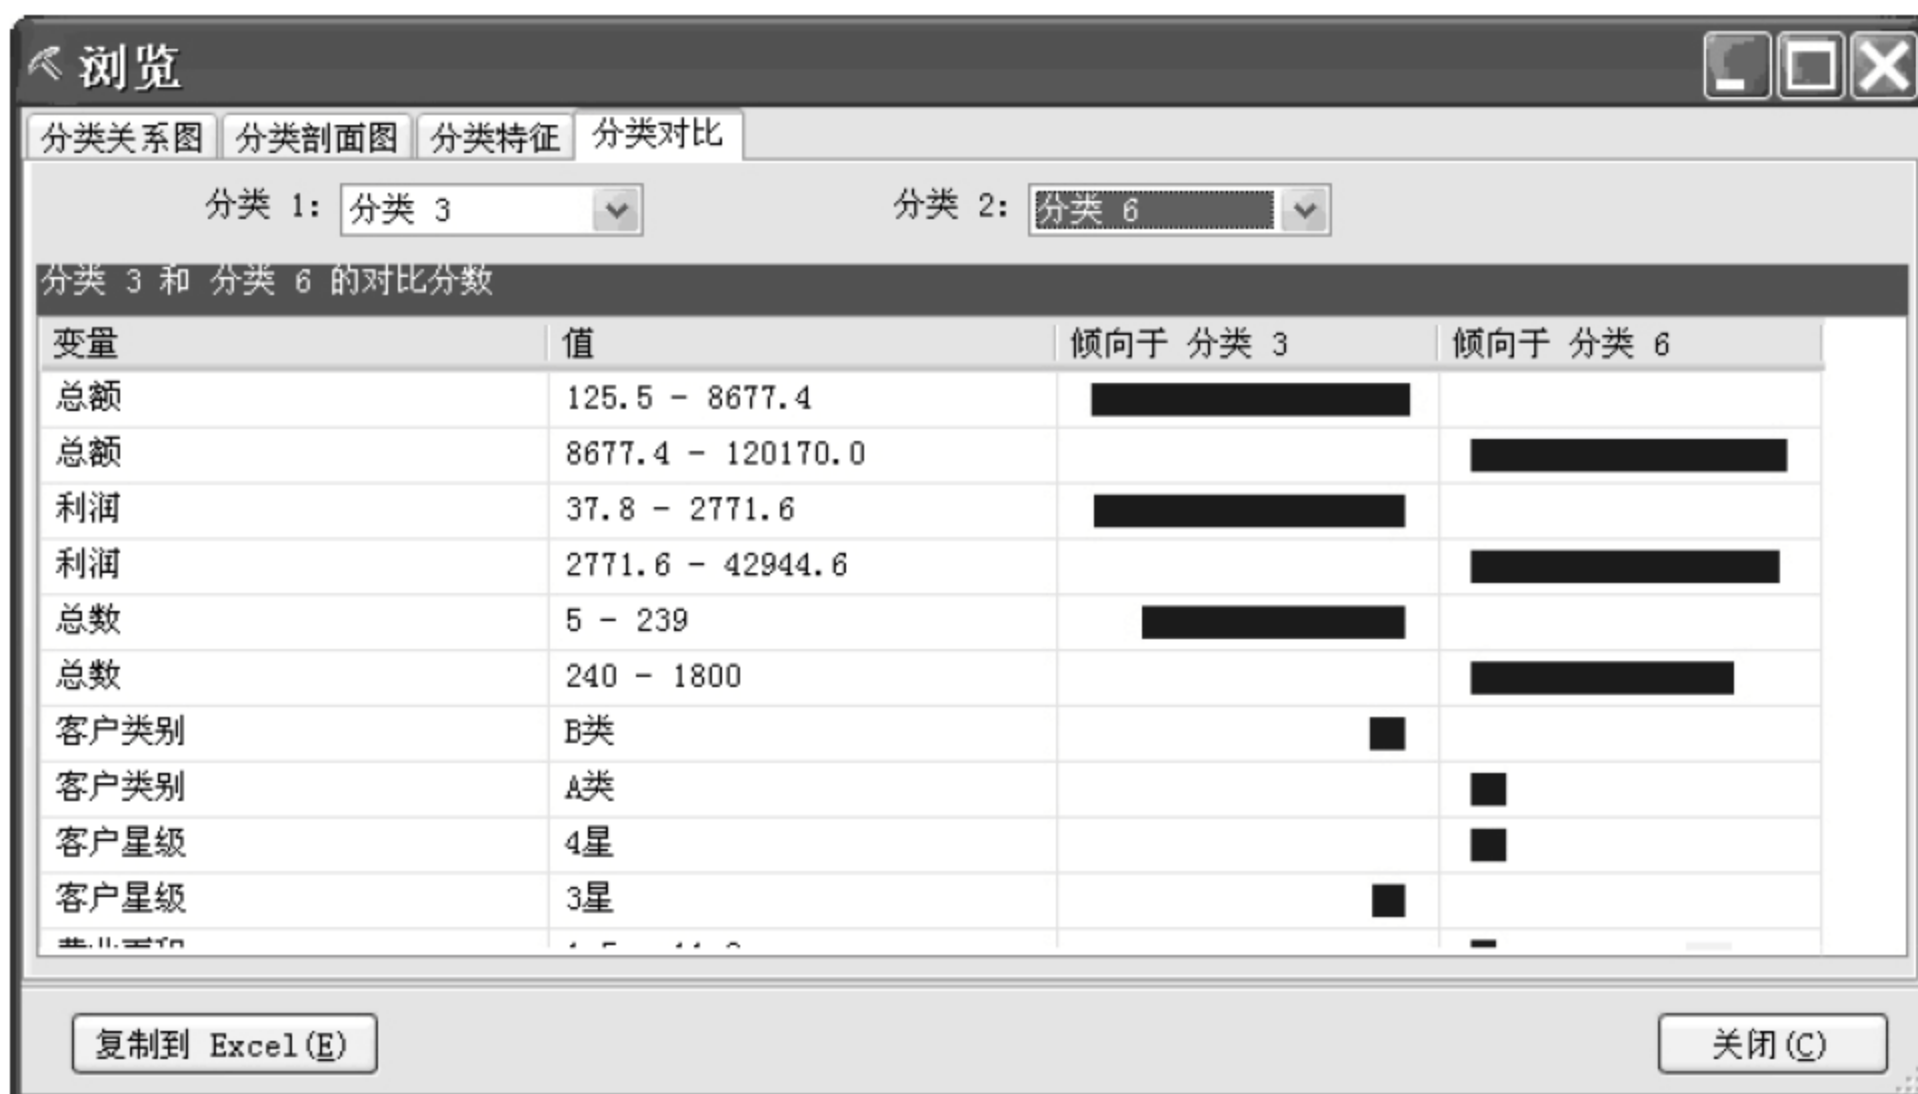 浏览
分类关系图 分类剖面图 分类特征 分类对比
分类 1: 分类 3 分类 2: 分类 6
分类 3 和 分类 6 的对比分数
变量 值 倾向于 分类 3 倾向于 分类 6
总额 125.5 - 8677.4
总额 8677.4 - 120170.0
利润 37.8 - 2771.6
利润 2771.6 - 42944.6
总数 5 - 239
总数 240 - 1800
客户类别 B类
客户类别 A类
客户星级 4星
客户星级 3星
复制到 Excel(E) 关闭(C)